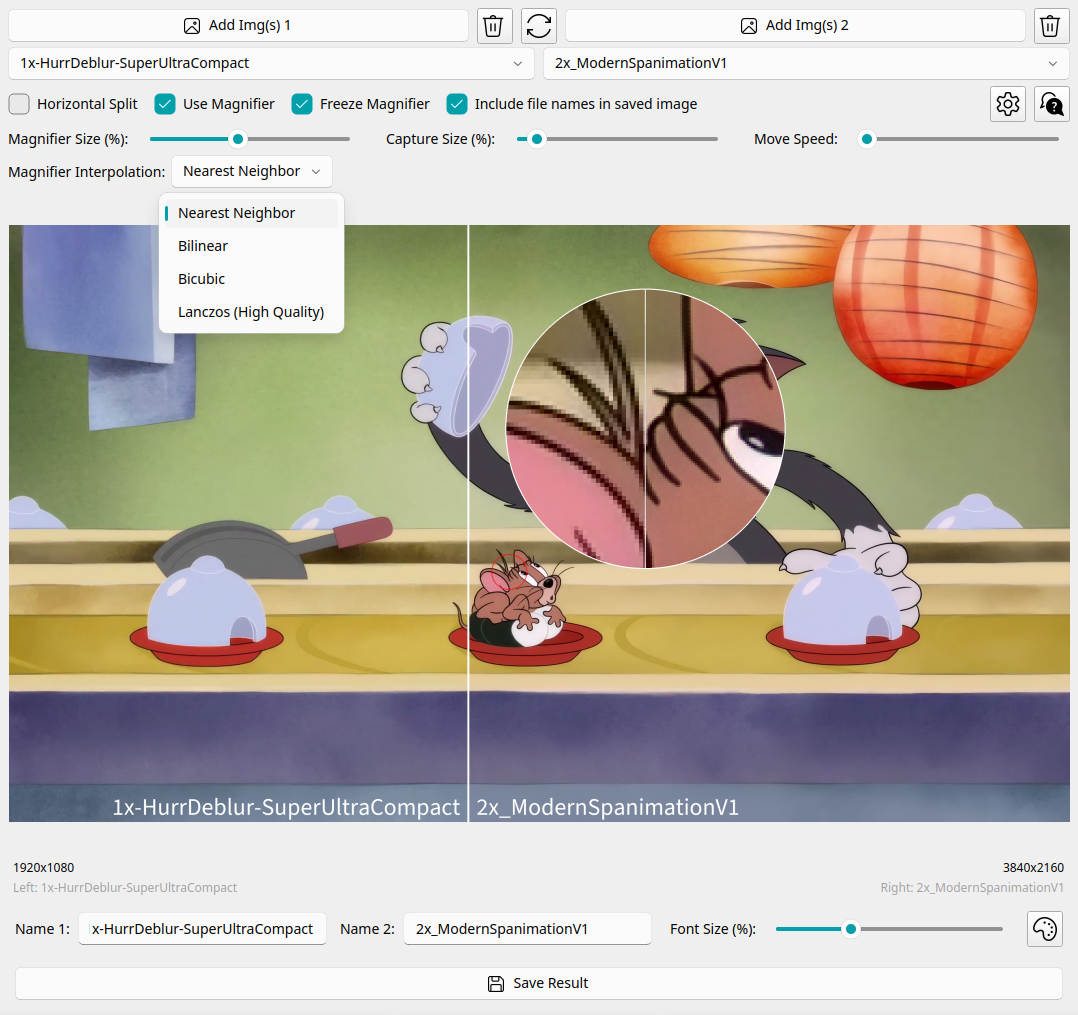 Add Img(s) 1
Add Img(s) 2
1x-HurrDeblur-SuperUltraCompact
2x_ModernSpanimationV1
Horizontal Split
Use Magnifier
Freeze Magnifier
Include file names in saved image
Magnifier Size (%):
Capture Size (%):
Move Speed:
Magnifier Interpolation:
Nearest Neighbor
Nearest Neighbor
Bilinear
Bicubic
Lanczos (High Quality)
1x-HurrDeblur-SuperUltraCompact
2x_ModernSpanimationV1
1920x1080
3840x2160
Left: 1x-HurrDeblur-SuperUltraCompact
Right: 2x_ModernSpanimationV1
Name 1:
x-HurrDeblur-SuperUltraCompact
Name 2:
2x_ModernSpanimationV1
Font Size (%):
Save Result